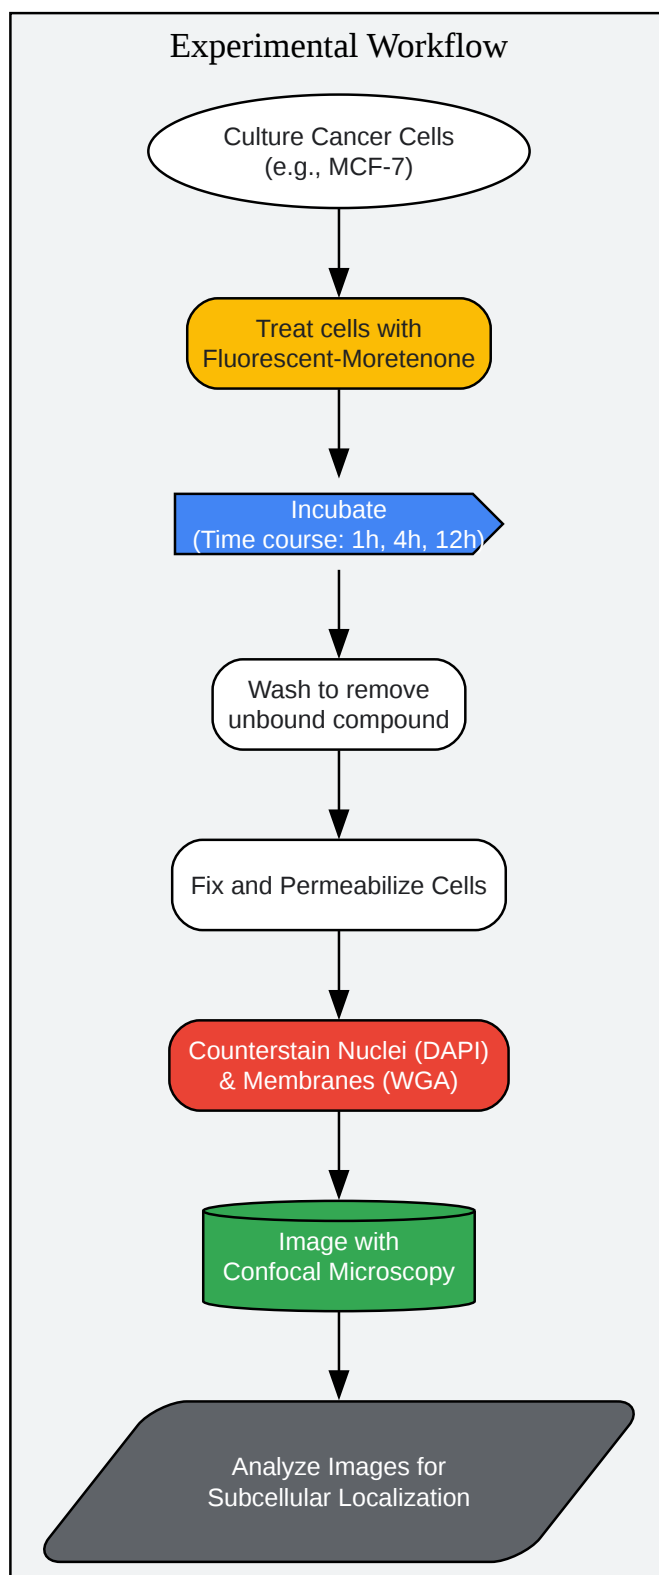 Experimental Workflow
Culture Cancer Cells
(e.g., MCF-7)
Treat cells with
Fluorescent-Moretenone
Incubate
(Time course: 1h, 4h, 12h)
Wash to remove
unbound compound
Fix and Permeabilize Cells
Counterstain Nuclei (DAPI)
& Membranes (WGA)
Image with
Confocal Microscopy
Analyze Images for
Subcellular Localization